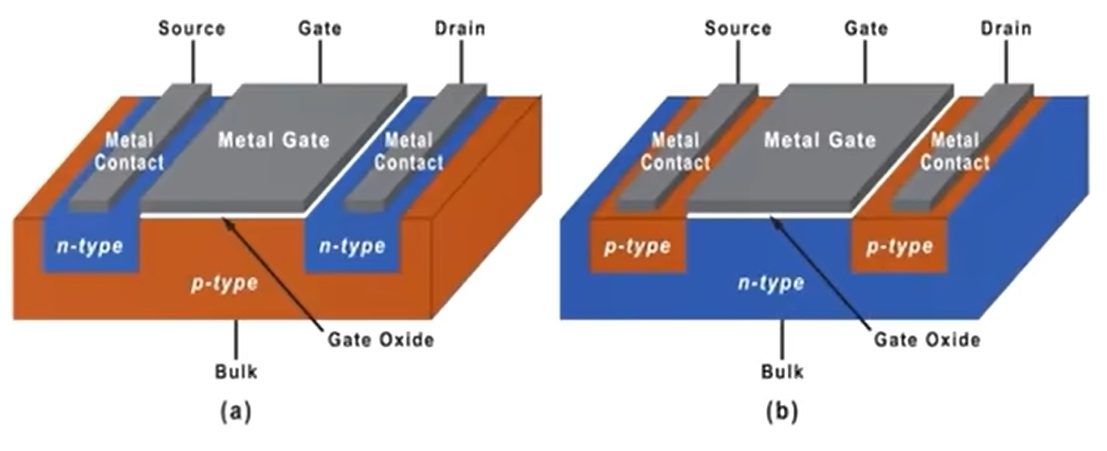 Source Gate Drain
Metal Contact
Metal Gate
Metal Contact
n-type
n-type
p-type
Gate Oxide
Bulk
(a)
Source Gate Drain
Metal Contact
Metal Gate
Metal Contact
p-type
p-type
n-type
Gate Oxide
Bulk
(b)